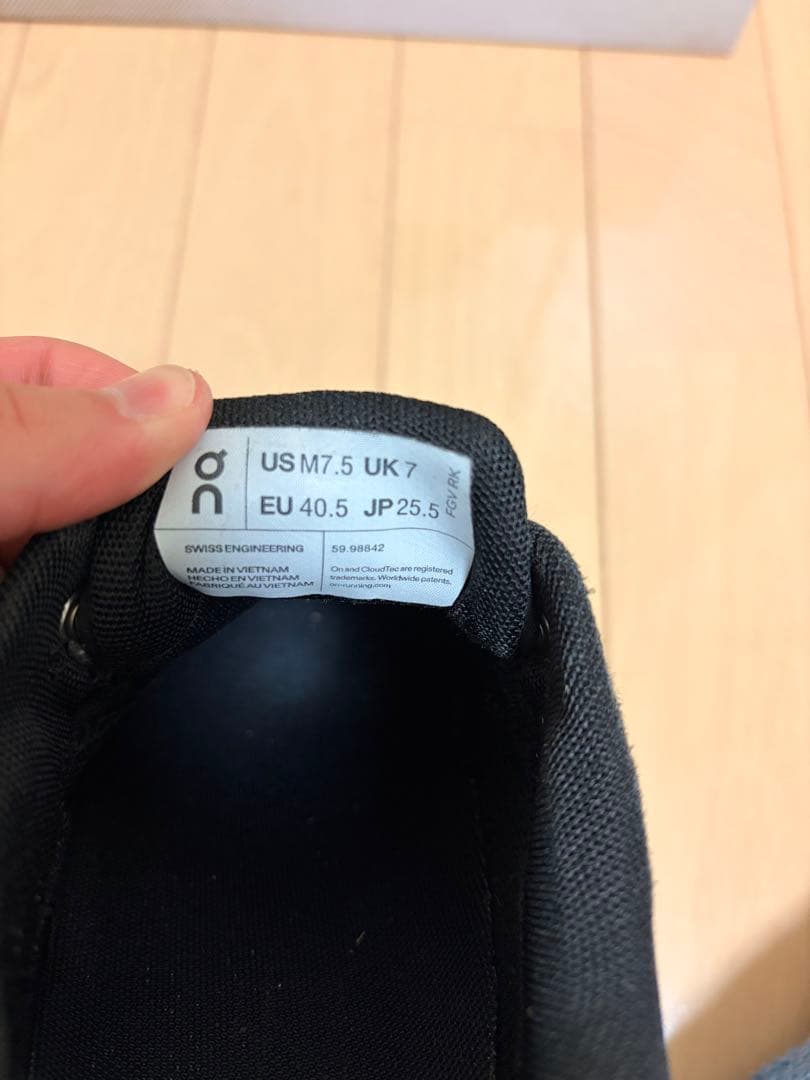 on
US M7.5 UK 7
EU 40.5 JP 25.5
FGV RK
SWISS ENGINEERING
59.98842
MADE IN VIETNAM
HECHO EN VIETNAM
FABRIQUÉ AU VIETNAM
On and CloudTec are registered
trademarks. Worldwide patents.
on-running.com